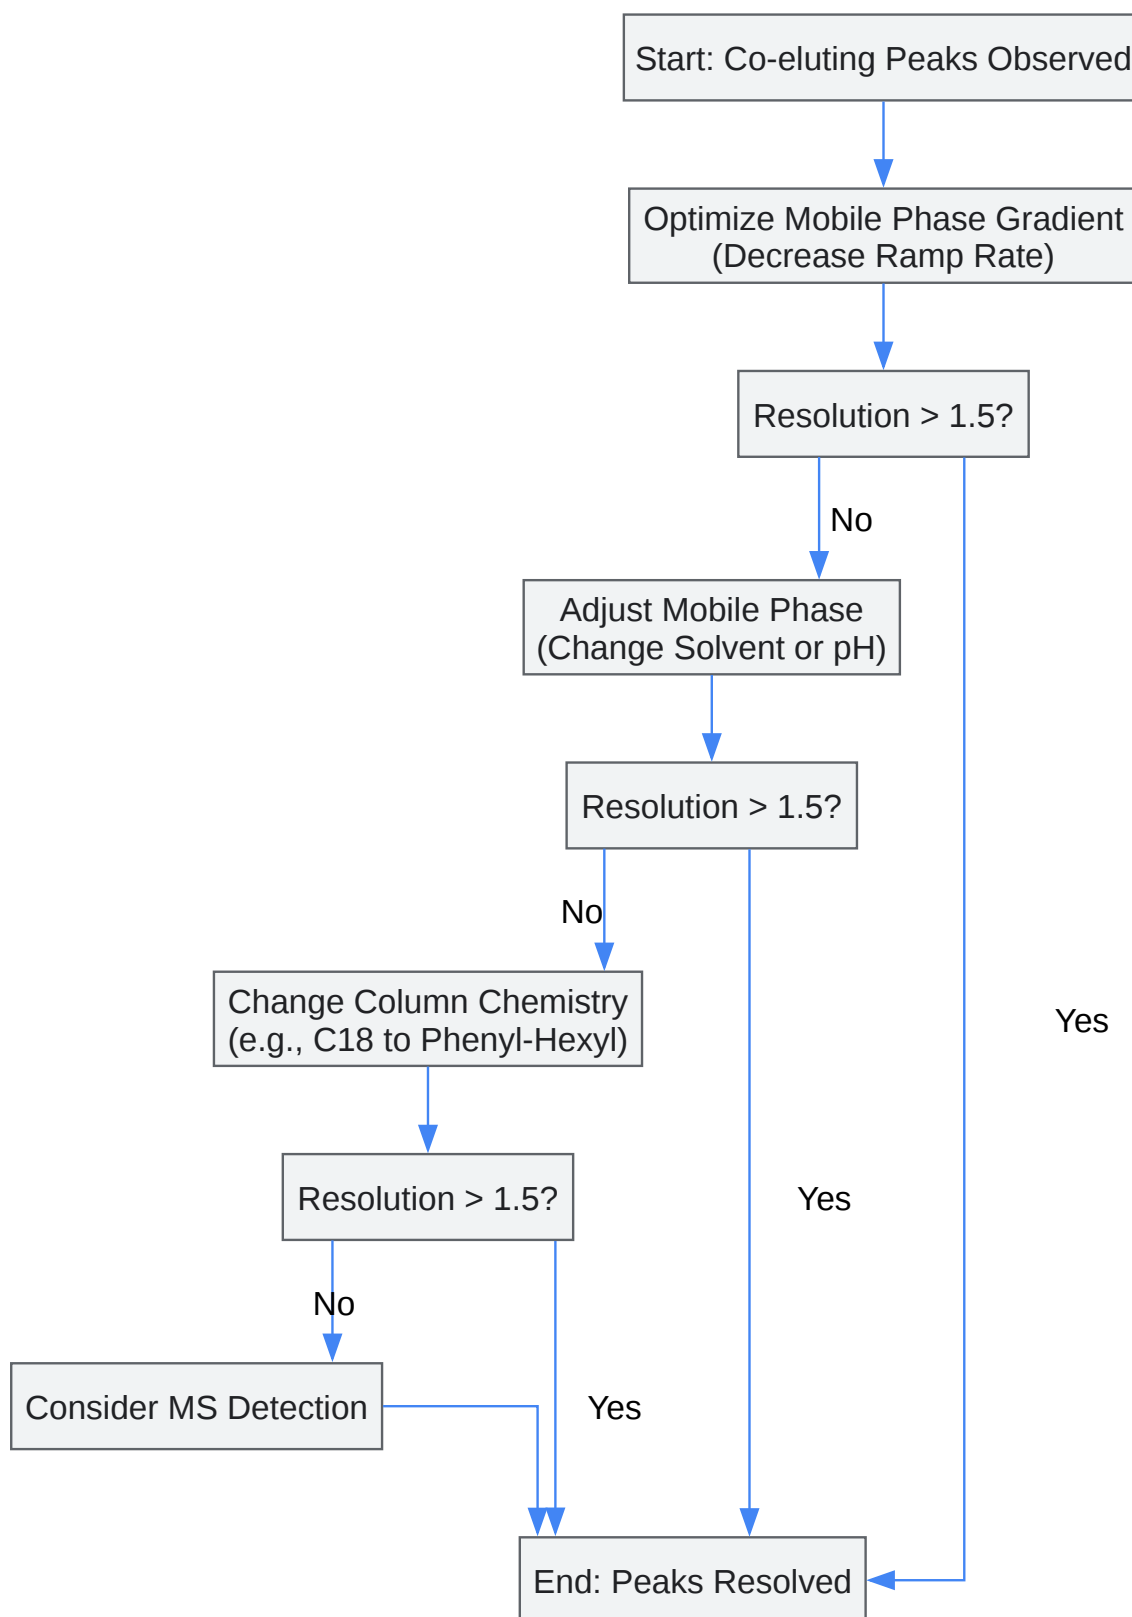 Start: Co-eluting Peaks Observed
Optimize Mobile Phase Gradient
(Decrease Ramp Rate)
Resolution > 1.5?
No
Adjust Mobile Phase
(Change Solvent or pH)
Resolution > 1.5?
No
Change Column Chemistry
(e.g., C18 to Phenyl-Hexyl)
Yes
Resolution > 1.5?
Yes
No
Consider MS Detection
Yes
End: Peaks Resolved